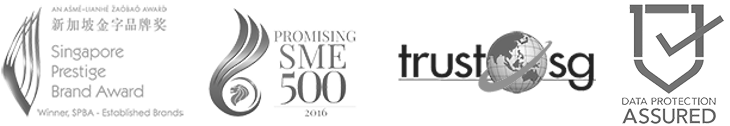 AN ASME-LIANHE ZAOBAO AWARD
新加坡金字品牌奖
Singapore
Prestige
Brand Award
Winner, SPBA - Established Brands
PROMISING
SME
500
2016
trust sg
DATA PROTECTION
ASSURED